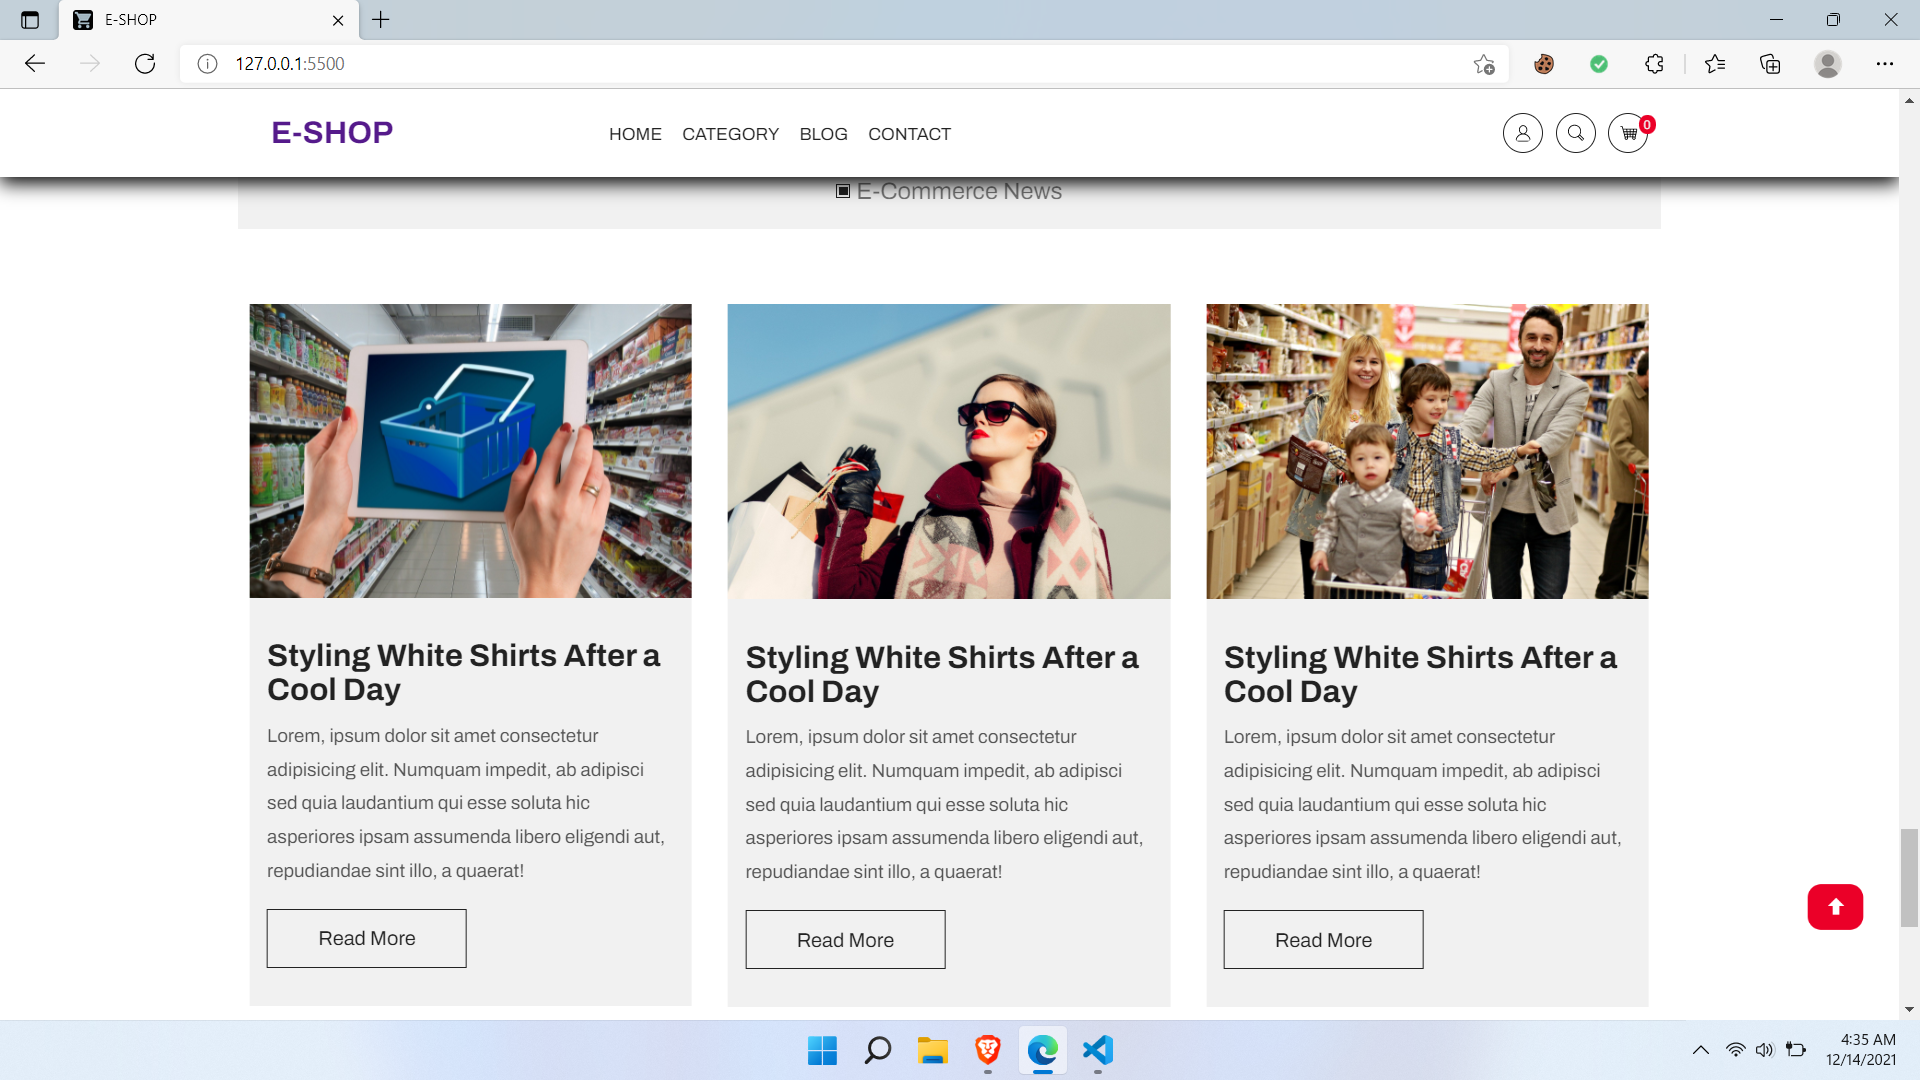 E-SHOP
127.0.0.1:5500
E-SHOP
HOME CATEGORY BLOG CONTACT
0
E-Commerce News
Styling White Shirts After a
Cool Day
Lorem, ipsum dolor sit amet consectetur
adipisicing elit. Numquam impedit, ab adipisci
sed quia laudantium qui esse soluta hic
asperiores ipsam assumenda libero eligendi aut,
repudiandae sint illo, a quaerat!
Read More
Styling White Shirts After a
Cool Day
Lorem, ipsum dolor sit amet consectetur
adipisicing elit. Numquam impedit, ab adipisci
sed quia laudantium qui esse soluta hic
asperiores ipsam assumenda libero eligendi aut,
repudiandae sint illo, a quaerat!
Read More
Styling White Shirts After a
Cool Day
Lorem, ipsum dolor sit amet consectetur
adipisicing elit. Numquam impedit, ab adipisci
sed quia laudantium qui esse soluta hic
asperiores ipsam assumenda libero eligendi aut,
repudiandae sint illo, a quaerat!
Read More
4:35 AM
12/14/2021